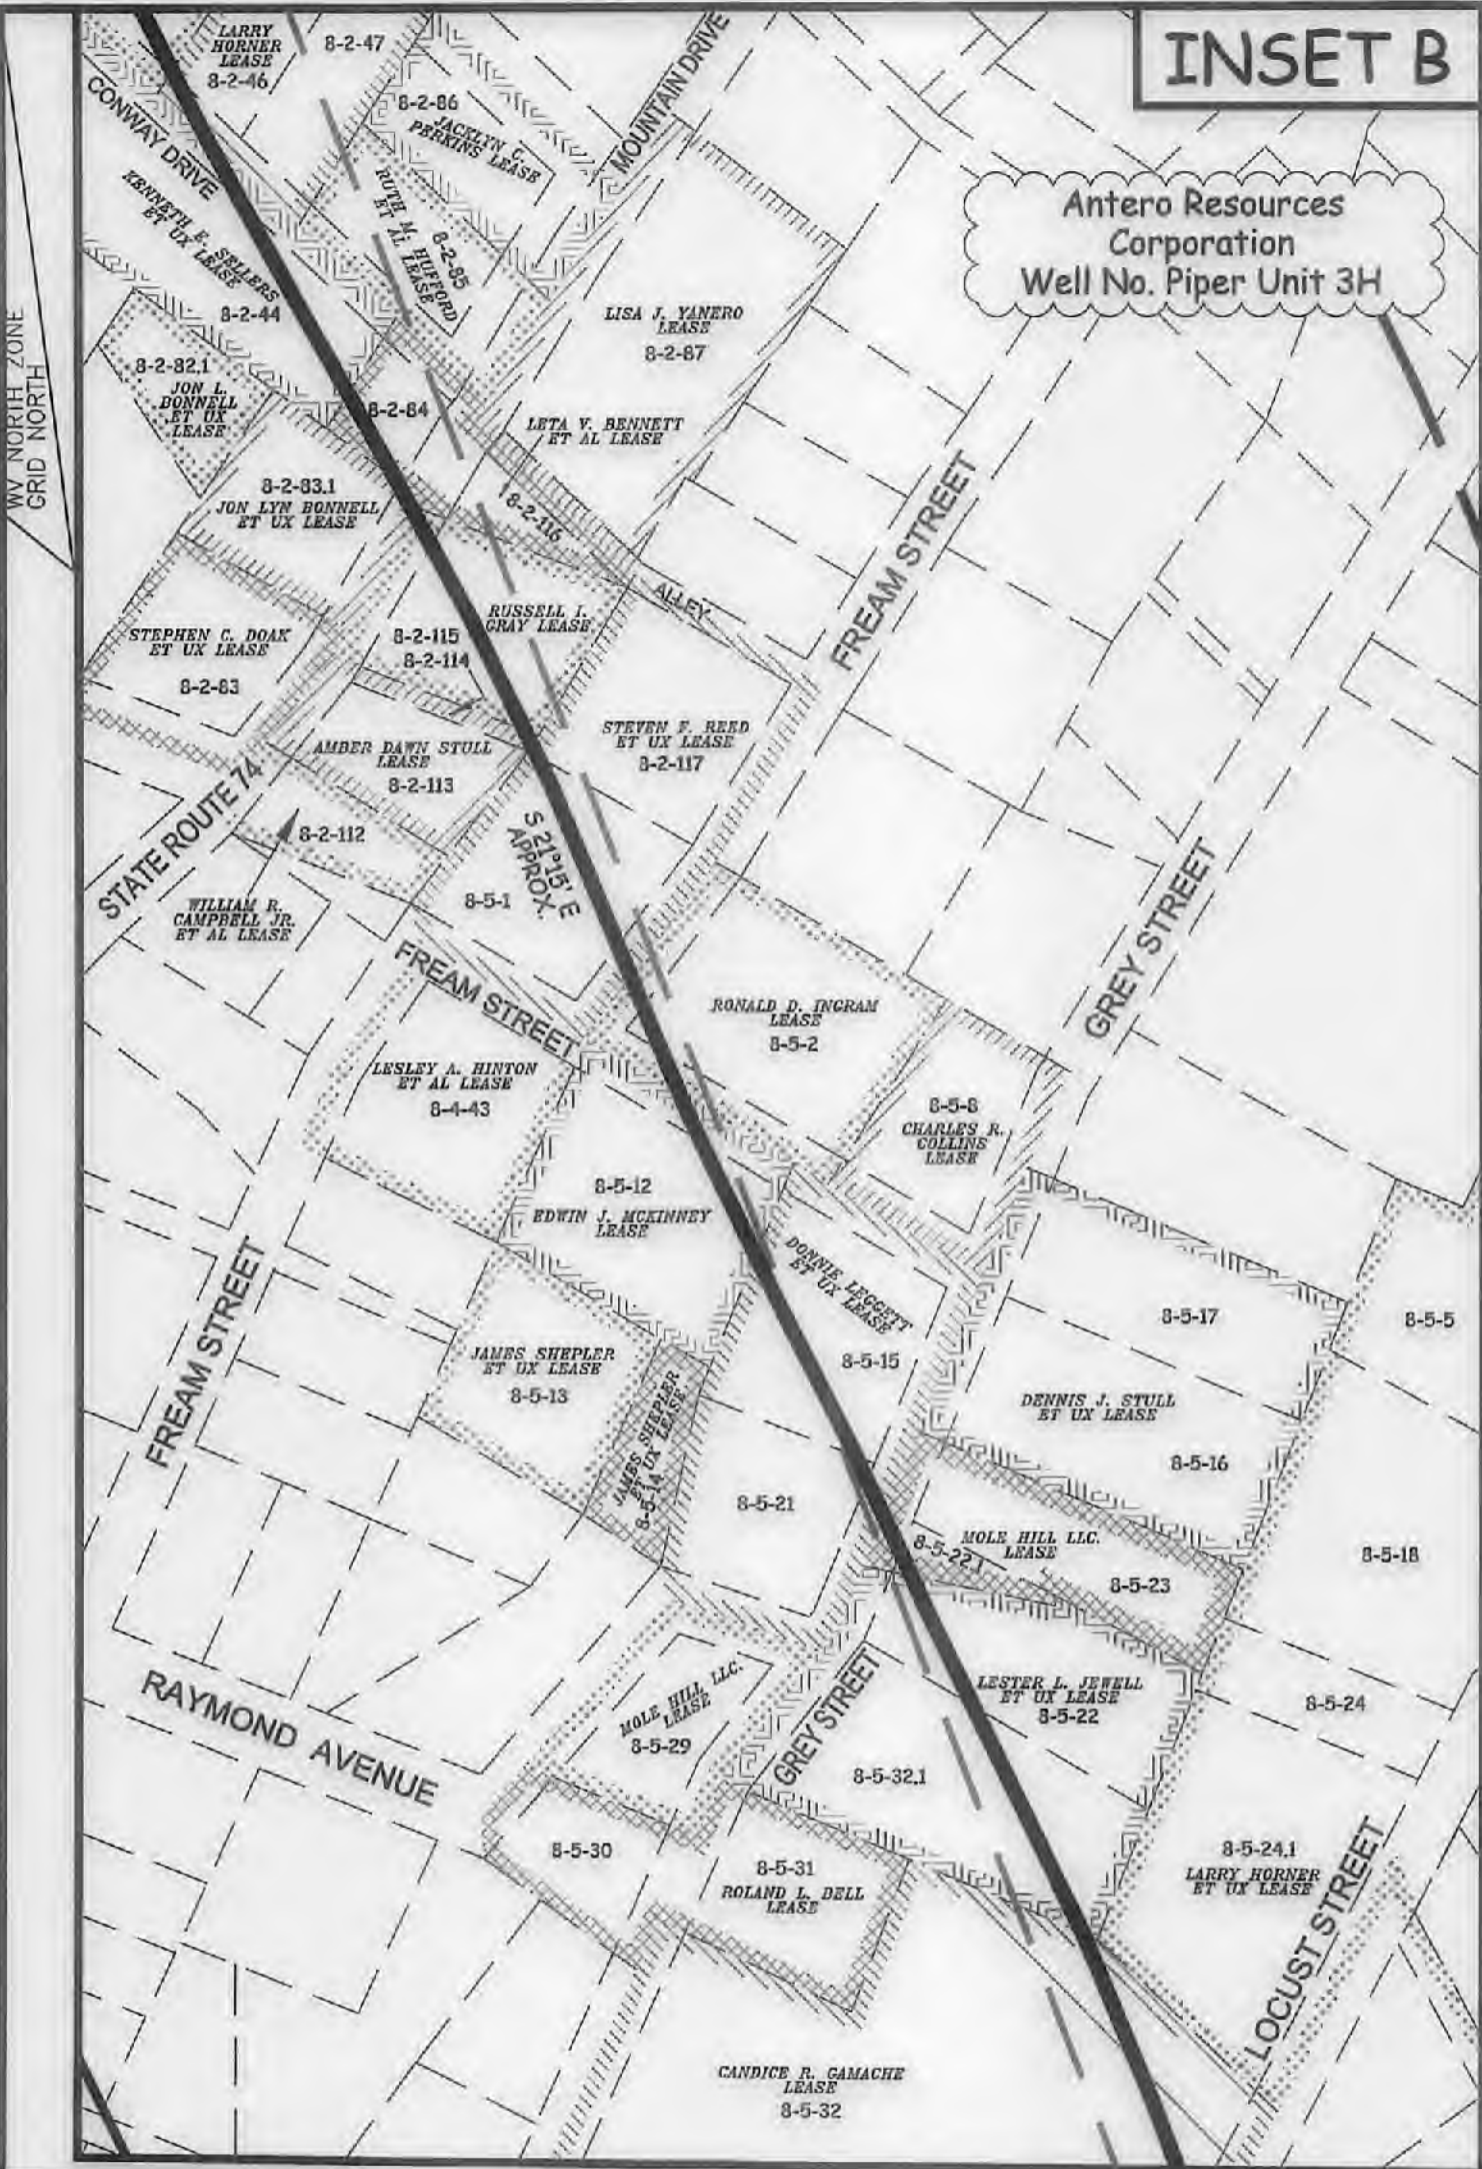 INSET B
Antero Resources
Corporation
Well No. Piper Unit 3H
WV NORTH ZONE
GRID NORTH
LARRY
HORNER
LEASE
8-2-46
8-2-47
8-2-86
JACKLYN C.
PERKINS LEASE
MOUNTAIN DRIVE
CONWAY DRIVE
KENNETH E. SELLERS
ET UX LEASE
8-2-44
RUTH M. HUFFORD
ET AL LEASE
8-2-85
LISA J. YANERO
LEASE
8-2-87
8-2-82.1
JON L.
BONNELL
ET UX
LEASE
8-2-84
LETA V. BENNETT
ET AL LEASE
8-2-83.1
JON LYN BONNELL
ET UX LEASE
8-2-116
FREAM STREET
ALLEY
RUSSELL I.
GRAY LEASE
STEPHEN C. DOAK
ET UX LEASE
8-2-83
8-2-115
8-2-114
AMBER DAWN STULL
LEASE
8-2-113
STEVEN F. REED
ET UX LEASE
8-2-117
STATE ROUTE 74
8-2-112
S 21°15' E
APPROX.
WILLIAM R.
CAMPBELL JR.
ET AL LEASE
8-5-1
GREY STREET
FREAM STREET
RONALD D. INGRAM
LEASE
8-5-2
LESLEY A. HINTON
ET AL LEASE
8-4-43
8-5-8
CHARLES R.
COLLINS
LEASE
8-5-12
EDWIN J. MCKINNEY
LEASE
DONNIE LEGGETT
ET UX LEASE
8-5-15
8-5-17
8-5-5
FREAM STREET
JAMES SHEPLER
ET UX LEASE
8-5-13
JAMES SHEPLER
ET UX LEASE
8-5-14
DENNIS J. STULL
ET UX LEASE
8-5-16
8-5-21
MOLE HILL LLC.
LEASE
8-5-22.1
8-5-23
8-5-18
RAYMOND AVENUE
MOLE HILL LLC.
LEASE
8-5-29
GREY STREET
LESTER L. JEWELL
ET UX LEASE
8-5-22
8-5-24
8-5-32.1
8-5-30
8-5-31
ROLAND L. BELL
LEASE
8-5-24.1
LARRY HORNER
ET UX LEASE
LOCUST STREET
CANDICE R. GAMACHE
LEASE
8-5-32